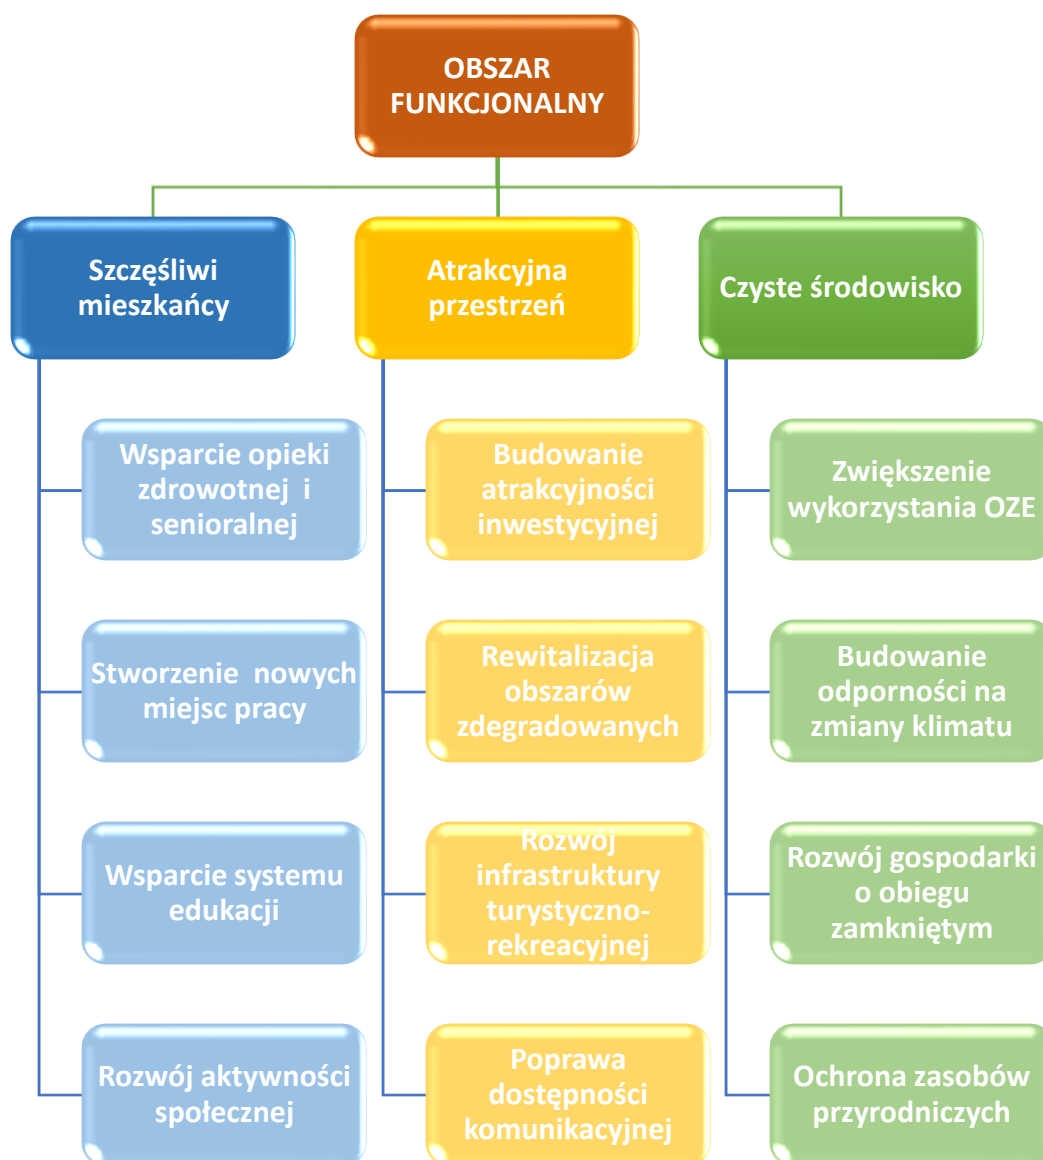 OBSZAR
FUNKCJONALNY
Szczęśliwi
mieszkańcy
Wsparcie opieki
zdrowotnej i
senioralnej
Stworzenie nowych
miejsc pracy
Wsparcie systemu
edukacji
Rozwój aktywności
społecznej
Atrakcyjna
przestrzeń
Budowanie
atrakcyjności
inwestycyjnej
Rewitalizacja
obszarów
zdegradowanych
Rozwój
infrastruktury
turystyczno-
rekreacyjnej
Poprawa
dostępności
komunikacyjnej
Czyste środowisko
Zwiększenie
wykorzystania OZE
Budowanie
odporności na
zmiany klimatu
Rozwój gospodarki
o obiegu
zamkniętym
Ochrona zasobów
przyrodniczych